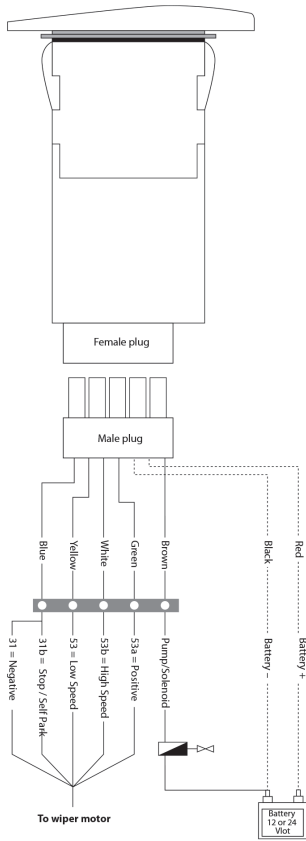 Female plug
Male plug
Blue
Yellow
White
Green
Brown
Black
Red
31 = Negative
31b = Stop / Self Park
53 = Low Speed
53b = High Speed
53a = Positive
Pump/Solenoid
Battery –
Battery +
To wiper motor
Battery
12 or 24
Vlot